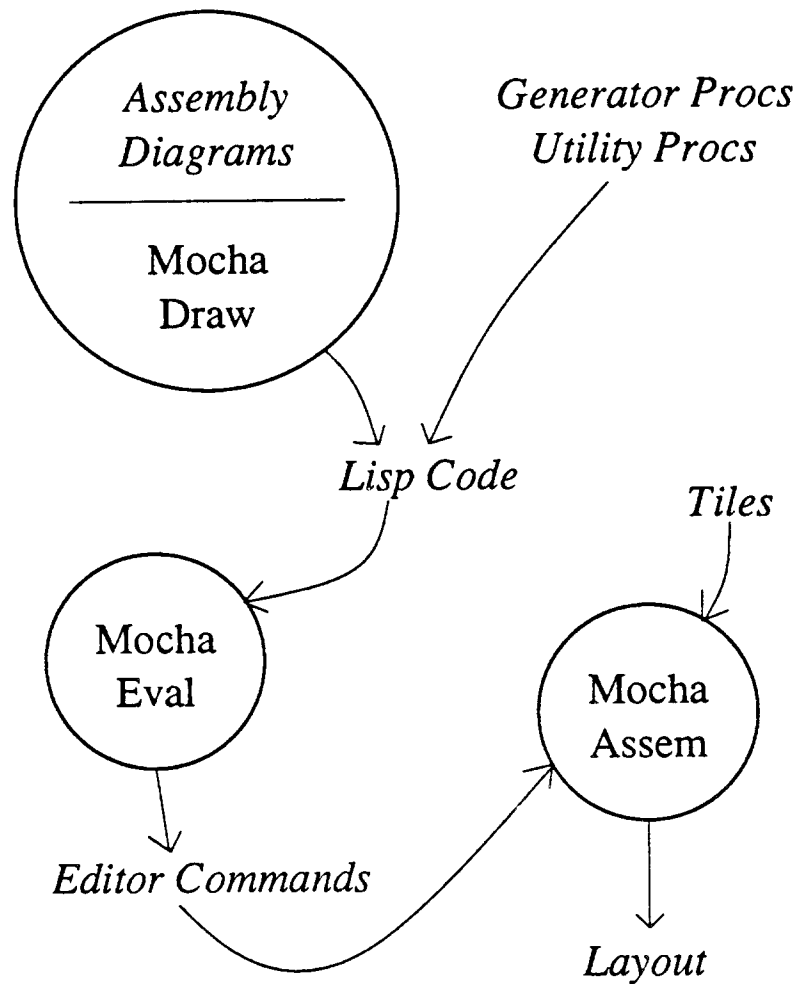 Assembly
Diagrams
Mocha
Draw
Generator Procs
Utility Procs
Lisp Code
Tiles
Mocha
Eval
Mocha
Assem
Editor Commands
Layout